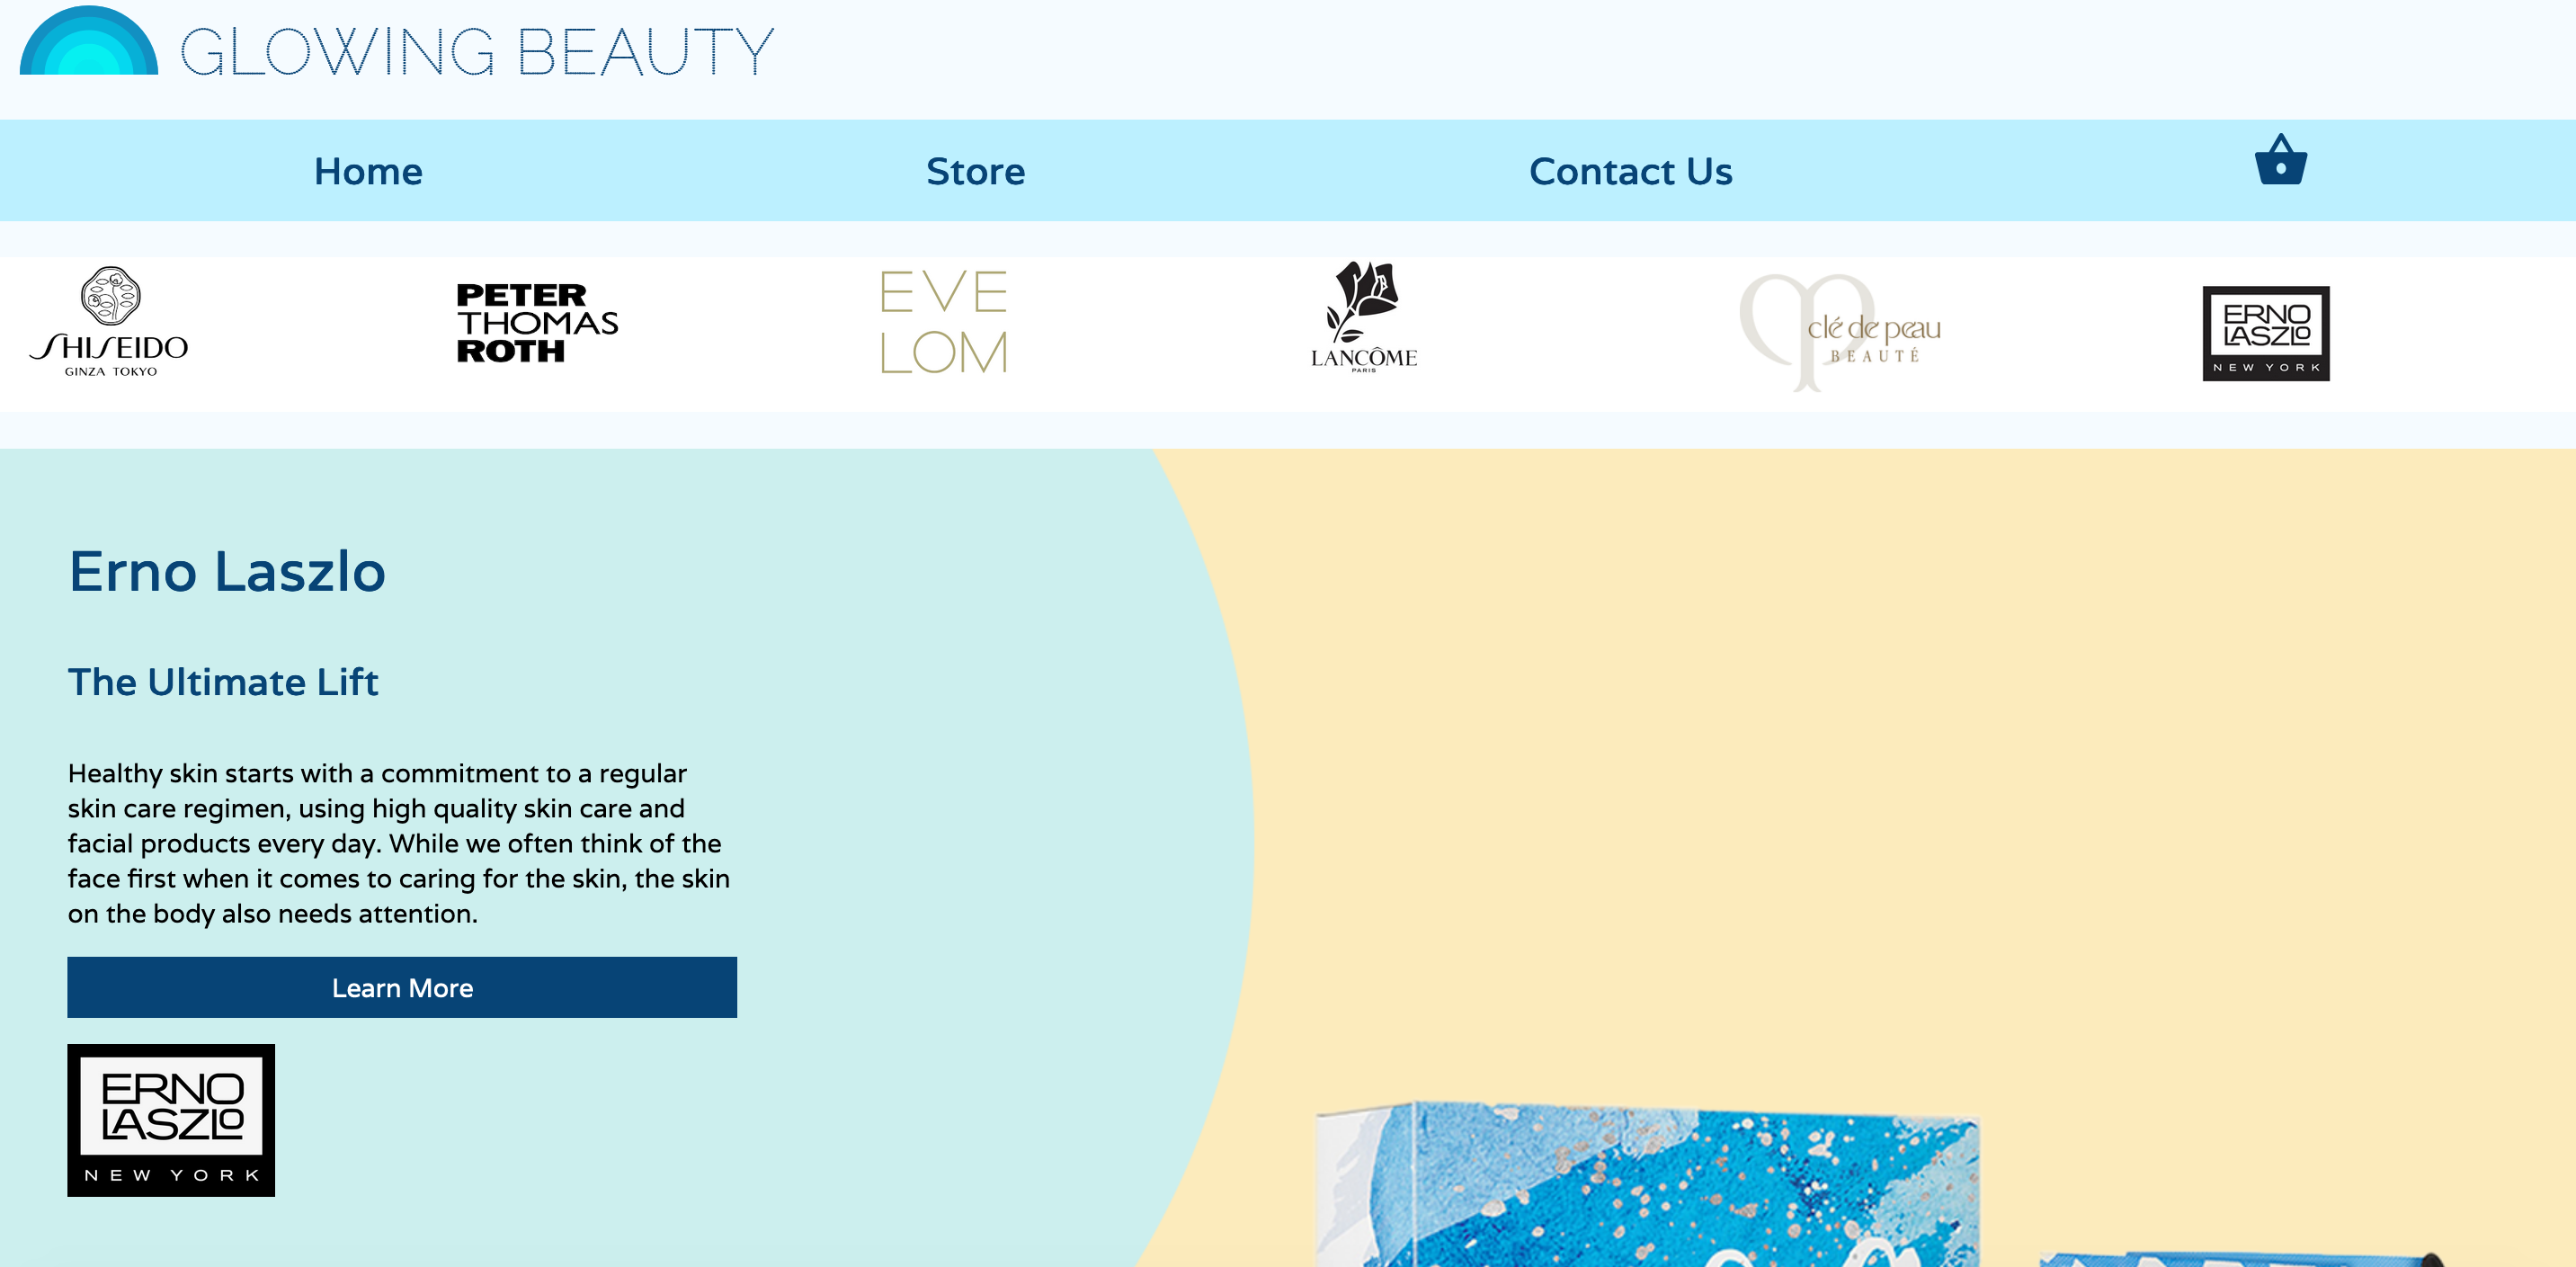 GLOWING BEAUTY
Home Store Contact Us
SHISEIDO
GINZA TOKYO
PETER
THOMAS
ROTH
EVE
LOM
LANCÔME
PARIS
clé de peau
BEAUTÉ
ERNO
LASZLO
NEW YORK
Erno Laszlo
The Ultimate Lift
Healthy skin starts with a commitment to a regular
skin care regimen, using high quality skin care and
facial products every day. While we often think of the
face first when it comes to caring for the skin, the skin
on the body also needs attention.
Learn More
ERNO
LASZLO
NEW YORK